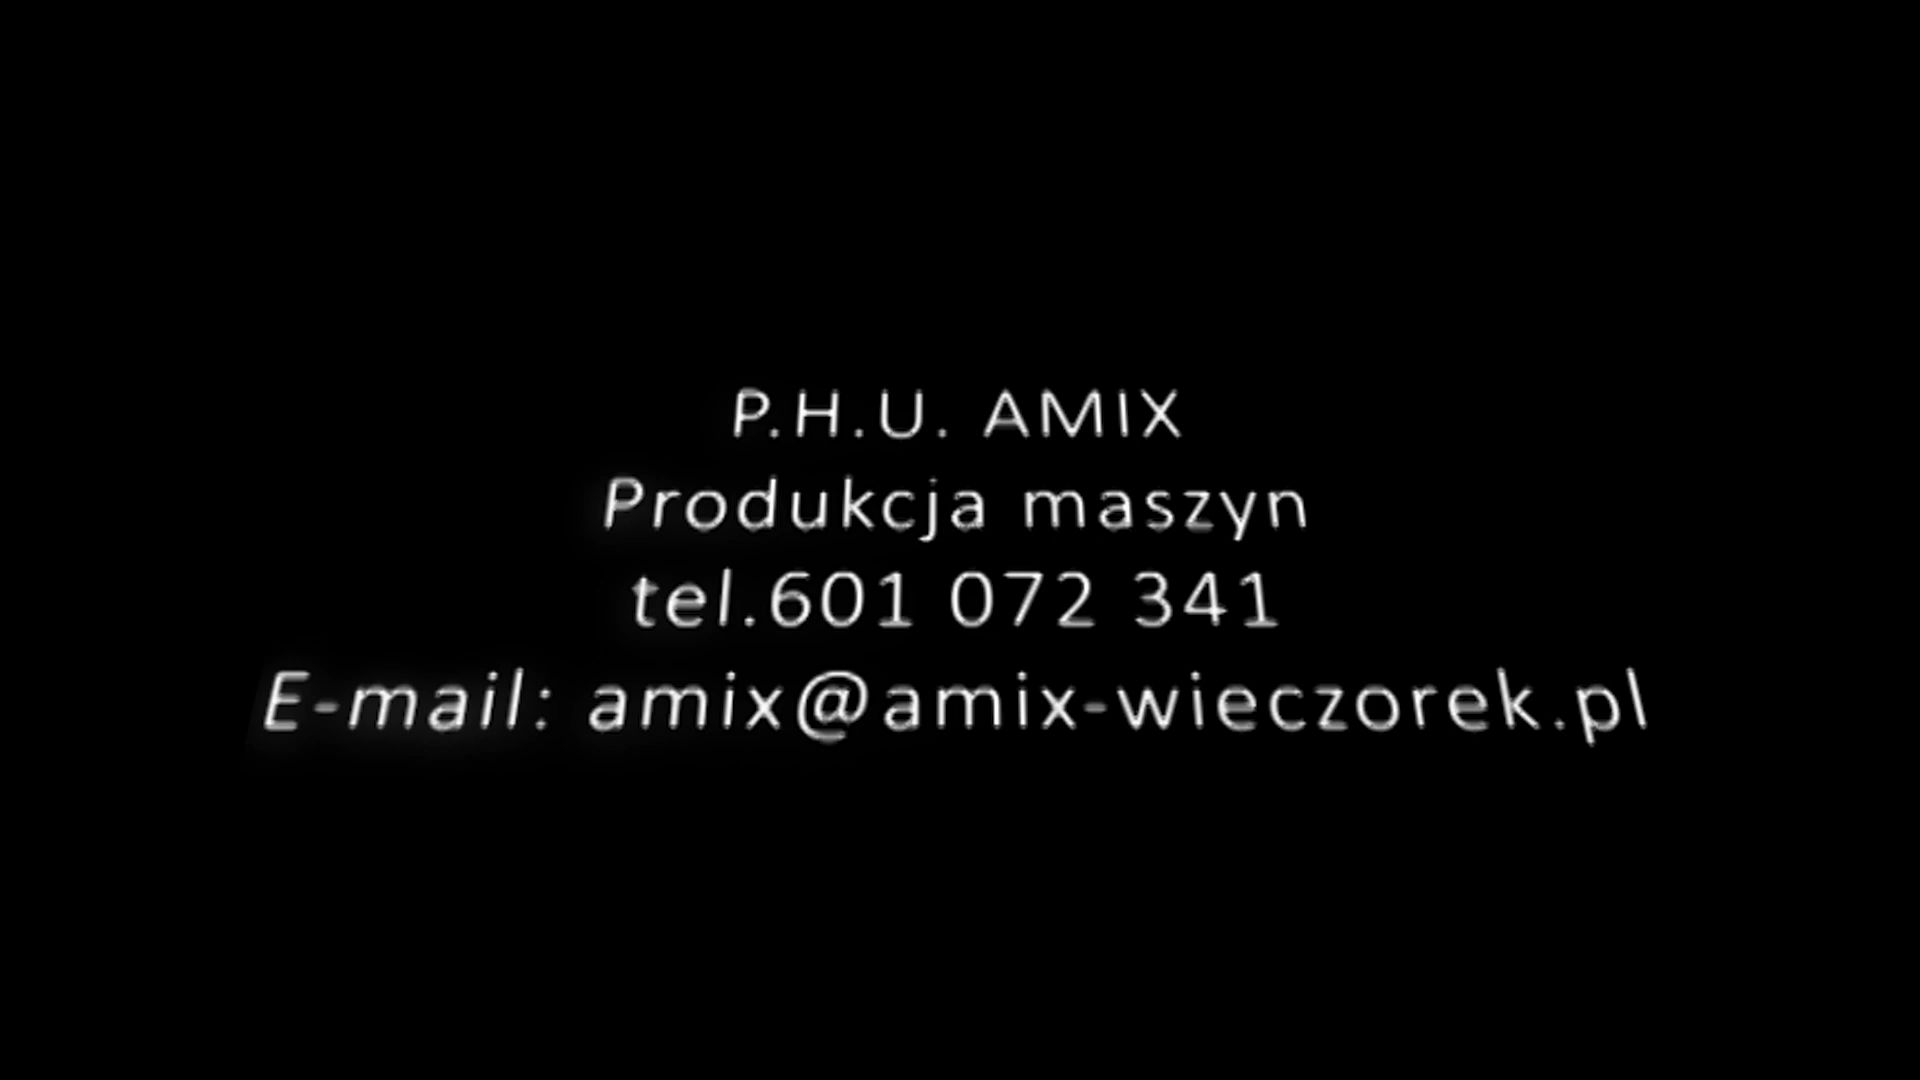 P.H.U. AMIX
Produkcja maszyn
tel.601 072 341
E-mail: amix@amix-wieczorek.pl